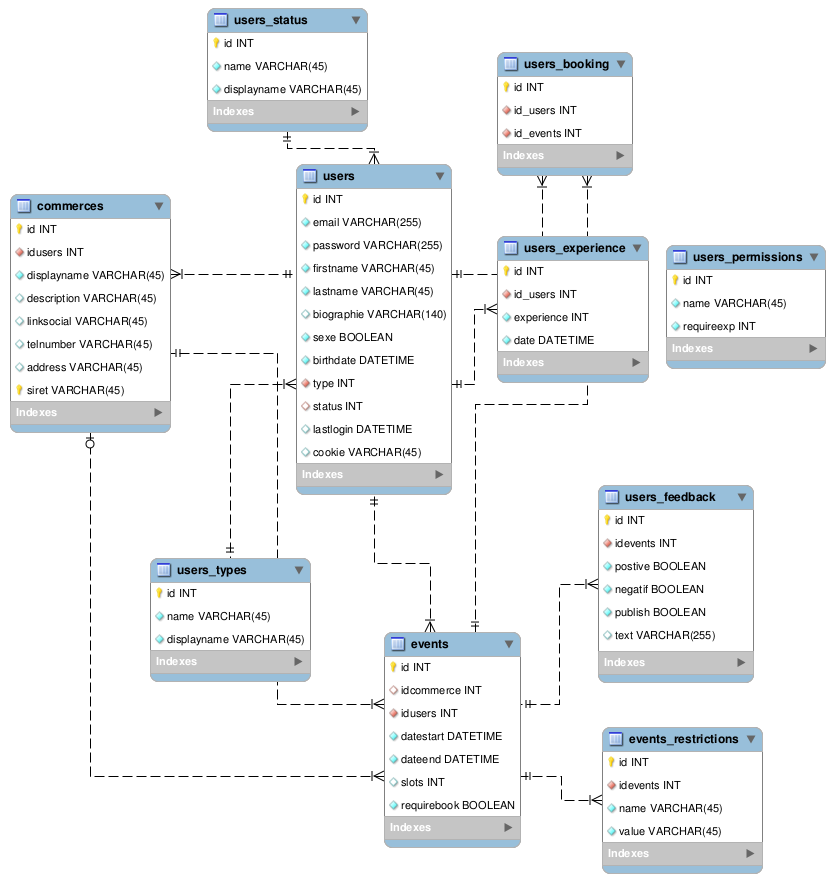 users_status
id INT
name VARCHAR(45)
displayname VARCHAR(45)
Indexes
users_booking
id INT
id_users INT
id_events INT
Indexes
users
id INT
email VARCHAR(255)
password VARCHAR(255)
firstname VARCHAR(45)
lastname VARCHAR(45)
biographie VARCHAR(140)
sexe BOOLEAN
birthdate DATETIME
type INT
status INT
lastlogin DATETIME
cookie VARCHAR(45)
Indexes
commerces
id INT
idusers INT
displayname VARCHAR(45)
description VARCHAR(45)
linksocial VARCHAR(45)
telnumber VARCHAR(45)
address VARCHAR(45)
siret VARCHAR(45)
Indexes
users_experience
id INT
id_users INT
experience INT
date DATETIME
Indexes
users_permissions
id INT
name VARCHAR(45)
requireexp INT
Indexes
users_types
id INT
name VARCHAR(45)
displayname VARCHAR(45)
Indexes
users_feedback
id INT
idevents INT
postive BOOLEAN
negatif BOOLEAN
publish BOOLEAN
text VARCHAR(255)
Indexes
events
id INT
idcommerce INT
idusers INT
datestart DATETIME
dateend DATETIME
slots INT
requirebook BOOLEAN
Indexes
events_restrictions
id INT
idevents INT
name VARCHAR(45)
value VARCHAR(45)
Indexes